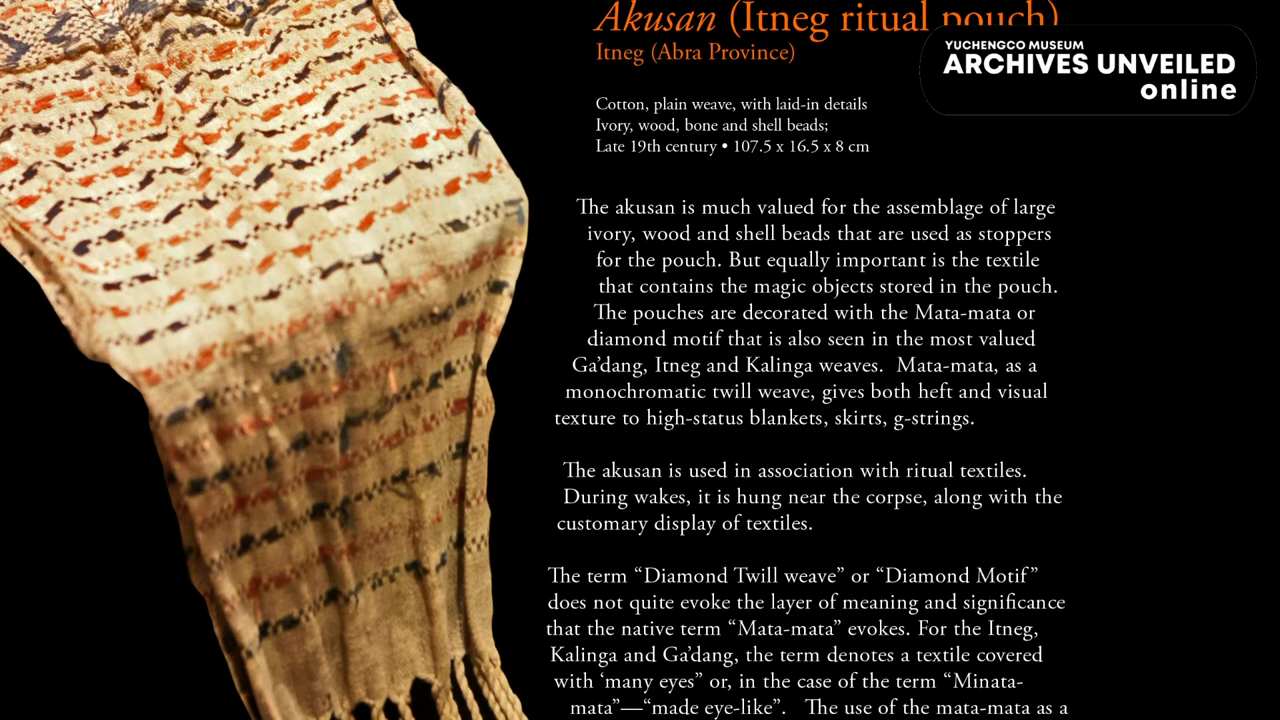 Akusan (Itneg ritual pouch)
Itneg (Abra Province)
YUCHENGCO MUSEUM
ARCHIVES UNVEILED
online
Cotton, plain weave, with laid-in details
Ivory, wood, bone and shell beads;
Late 19th century • 107.5 x 16.5 x 8 cm
The akusan is much valued for the assemblage of large
ivory, wood and shell beads that are used as stoppers
for the pouch. But equally important is the textile
that contains the magic objects stored in the pouch.
The pouches are decorated with the Mata-mata or
diamond motif that is also seen in the most valued
Ga’dang, Itneg and Kalinga weaves.  Mata-mata, as a
monochromatic twill weave, gives both heft and visual
texture to high-status blankets, skirts, g-strings.
The akusan is used in association with ritual textiles.
During wakes, it is hung near the corpse, along with the
customary display of textiles.
The term “Diamond Twill weave” or “Diamond Motif”
does not quite evoke the layer of meaning and significance
that the native term “Mata-mata” evokes. For the Itneg,
Kalinga and Ga’dang, the term denotes a textile covered
with ‘many eyes” or, in the case of the term “Minata-
mata”—“made eye-like”.   The use of the mata-mata as a